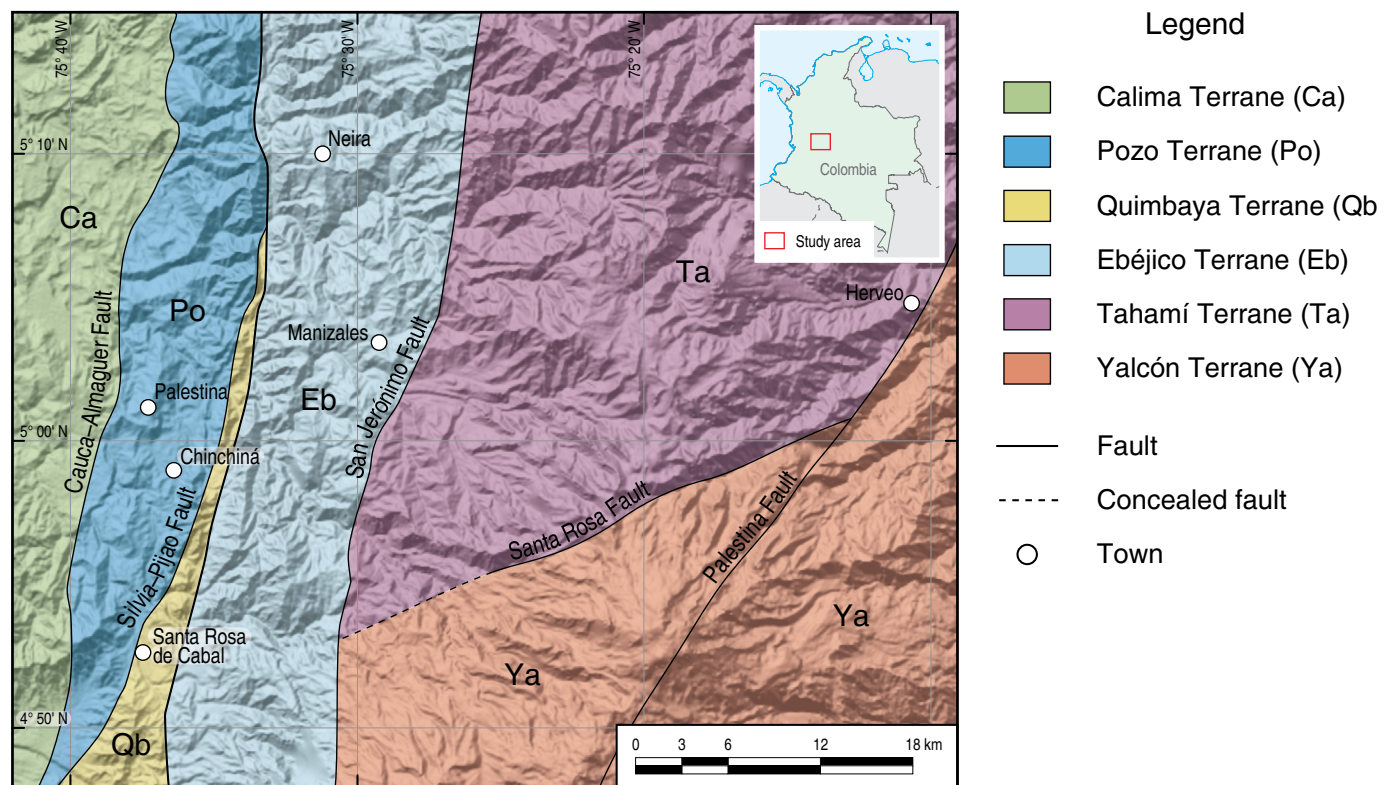 75° 40' W
75° 30' W
75° 20' W
5° 10' N
5° 00' N
4° 50' N
Neira
Ca
Po
Ta
Herveo
Manizales
Eb
Palestina
Chinchiná
Cauca–Almaguer Fault
San Jerónimo Fault
Silvia–Pijao Fault
Santa Rosa Fault
Palestina Fault
Santa Rosa
de Cabal
Ya
Ya
Qb
Colombia
Study area
0 3 6 12 18 km
Legend
Calima Terrane (Ca)
Pozo Terrane (Po)
Quimbaya Terrane (Qb
Ebéjico Terrane (Eb)
Tahamí Terrane (Ta)
Yalcón Terrane (Ya)
Fault
Concealed fault
Town